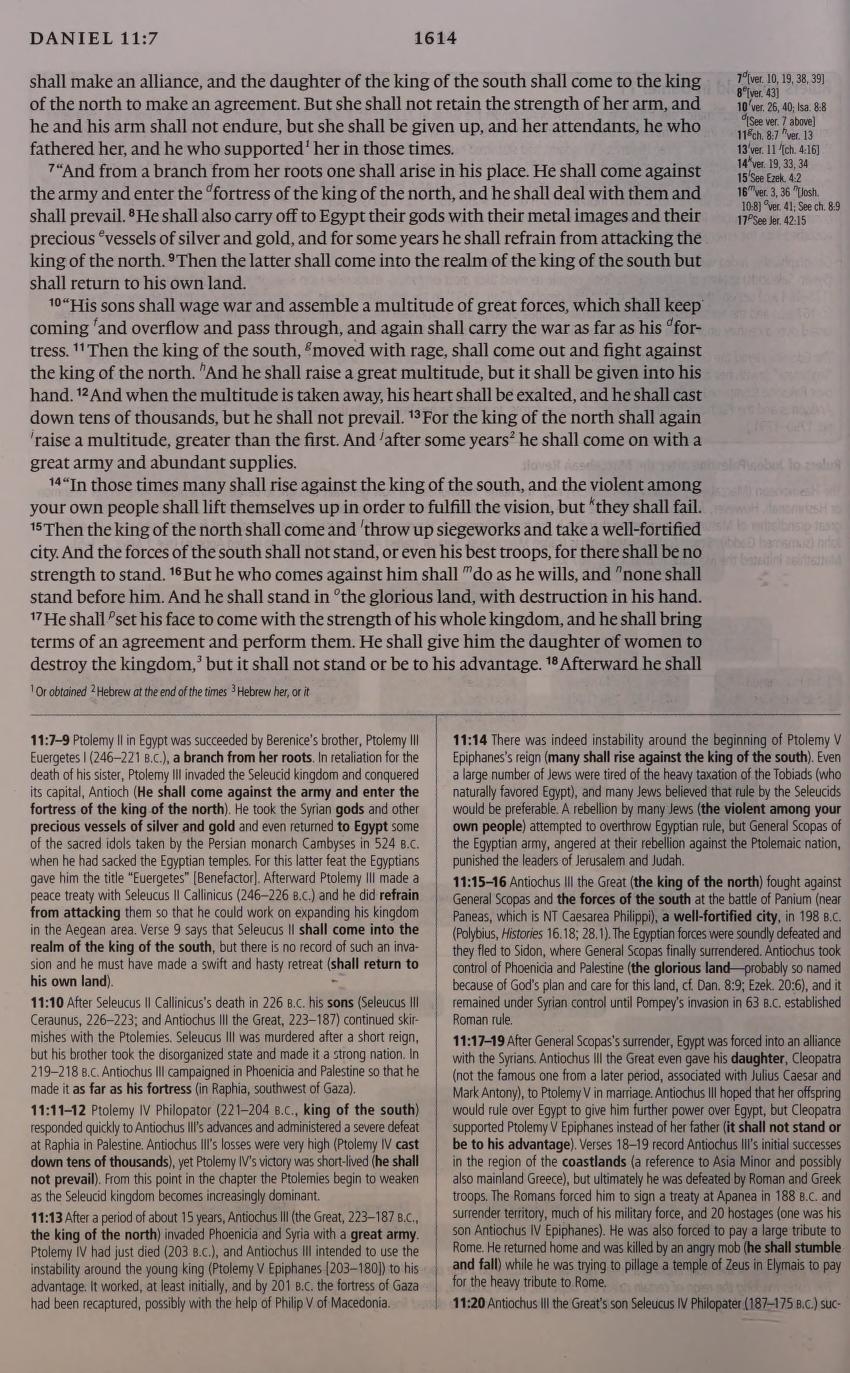 DANIEL 11:7
1614
shall make an alliance, and the daughter of the king of the south shall come to the king
of the north to make an agreement. But she shall not retain the strength of her arm, and
he and his arm shall not endure, but she shall be given up, and her attendants, he who
fathered her, and he who supported¹ her in those times.
⁷“And from a branch from her roots one shall arise in his place. He shall come against
the army and enter the ᵈfortress of the king of the north, and he shall deal with them and
shall prevail. ⁸He shall also carry off to Egypt their gods with their metal images and their
precious ᵉvessels of silver and gold, and for some years he shall refrain from attacking the
king of the north. ⁹Then the latter shall come into the realm of the king of the south but
shall return to his own land.
¹⁰“His sons shall wage war and assemble a multitude of great forces, which shall keep
coming ᶠand overflow and pass through, and again shall carry the war as far as his ᵈfor-
tress. ¹¹Then the king of the south, ᵍmoved with rage, shall come out and fight against
the king of the north. ʰAnd he shall raise a great multitude, but it shall be given into his
hand. ¹²And when the multitude is taken away, his heart shall be exalted, and he shall cast
down tens of thousands, but he shall not prevail. ¹³For the king of the north shall again
ⁱraise a multitude, greater than the first. And ʲafter some years² he shall come on with a
great army and abundant supplies.
¹⁴“In those times many shall rise against the king of the south, and the violent among
your own people shall lift themselves up in order to fulfill the vision, but ᵏthey shall fail.
¹⁵Then the king of the north shall come and ˡthrow up siegeworks and take a well-fortified
city. And the forces of the south shall not stand, or even his best troops, for there shall be no
strength to stand. ¹⁶But he who comes against him shall ᵐdo as he wills, and ⁿnone shall
stand before him. And he shall stand in ᵒthe glorious land, with destruction in his hand.
¹⁷He shall ᵖset his face to come with the strength of his whole kingdom, and he shall bring
terms of an agreement and perform them. He shall give him the daughter of women to
destroy the kingdom,³ but it shall not stand or be to his advantage. ¹⁸Afterward he shall
7ᵈ[ver. 10, 19, 38, 39]
8ᵉ[ver. 43]
10ᶠver. 26, 40; Isa. 8:8
ᵈ[See ver. 7 above]
11ᵍch. 8:7 ʰver. 13
13ⁱver. 11 ʲ[ch. 4:16]
14ᵏver. 19, 33, 34
15ˡSee Ezek. 4:2
16ᵐver. 3, 36 ⁿ[Josh.
10:8] ᵒver. 41; See ch. 8:9
17ᵖSee Jer. 42:15
¹Or obtained ²Hebrew at the end of the times ³Hebrew her, or it
11:7–9 Ptolemy II in Egypt was succeeded by Berenice's brother, Ptolemy III
Euergetes I (246–221 B.C.), a branch from her roots. In retaliation for the
death of his sister, Ptolemy III invaded the Seleucid kingdom and conquered
its capital, Antioch (He shall come against the army and enter the
fortress of the king of the north). He took the Syrian gods and other
precious vessels of silver and gold and even returned to Egypt some
of the sacred idols taken by the Persian monarch Cambyses in 524 B.C.
when he had sacked the Egyptian temples. For this latter feat the Egyptians
gave him the title “Euergetes” [Benefactor]. Afterward Ptolemy III made a
peace treaty with Seleucus II Callinicus (246–226 B.C.) and he did refrain
from attacking them so that he could work on expanding his kingdom
in the Aegean area. Verse 9 says that Seleucus II shall come into the
realm of the king of the south, but there is no record of such an inva-
sion and he must have made a swift and hasty retreat (shall return to
his own land).
11:10 After Seleucus II Callinicus's death in 226 B.C. his sons (Seleucus III
Ceraunus, 226–223; and Antiochus III the Great, 223–187) continued skir-
mishes with the Ptolemies. Seleucus III was murdered after a short reign,
but his brother took the disorganized state and made it a strong nation. In
219–218 B.C. Antiochus III campaigned in Phoenicia and Palestine so that he
made it as far as his fortress (in Raphia, southwest of Gaza).
11:11–12 Ptolemy IV Philopator (221–204 B.C., king of the south)
responded quickly to Antiochus III's advances and administered a severe defeat
at Raphia in Palestine. Antiochus III's losses were very high (Ptolemy IV cast
down tens of thousands), yet Ptolemy IV's victory was short-lived (he shall
not prevail). From this point in the chapter the Ptolemies begin to weaken
as the Seleucid kingdom becomes increasingly dominant.
11:13 After a period of about 15 years, Antiochus III (the Great, 223–187 B.C.,
the king of the north) invaded Phoenicia and Syria with a great army.
Ptolemy IV had just died (203 B.C.), and Antiochus III intended to use the
instability around the young king (Ptolemy V Epiphanes [203–180]) to his
advantage. It worked, at least initially, and by 201 B.C. the fortress of Gaza
had been recaptured, possibly with the help of Philip V of Macedonia.
11:14 There was indeed instability around the beginning of Ptolemy V
Epiphanes's reign (many shall rise against the king of the south). Even
a large number of Jews were tired of the heavy taxation of the Tobiads (who
naturally favored Egypt), and many Jews believed that rule by the Seleucids
would be preferable. A rebellion by many Jews (the violent among your
own people) attempted to overthrow Egyptian rule, but General Scopas of
the Egyptian army, angered at their rebellion against the Ptolemaic nation,
punished the leaders of Jerusalem and Judah.
11:15–16 Antiochus III the Great (the king of the north) fought against
General Scopas and the forces of the south at the battle of Panium (near
Paneas, which is NT Caesarea Philippi), a well-fortified city, in 198 B.C.
(Polybius, Histories 16.18; 28.1). The Egyptian forces were soundly defeated and
they fled to Sidon, where General Scopas finally surrendered. Antiochus took
control of Phoenicia and Palestine (the glorious land—probably so named
because of God's plan and care for this land, cf. Dan. 8:9; Ezek. 20:6), and it
remained under Syrian control until Pompey's invasion in 63 B.C. established
Roman rule.
11:17–19 After General Scopas's surrender, Egypt was forced into an alliance
with the Syrians. Antiochus III the Great even gave his daughter, Cleopatra
(not the famous one from a later period, associated with Julius Caesar and
Mark Antony), to Ptolemy V in marriage. Antiochus III hoped that her offspring
would rule over Egypt to give him further power over Egypt, but Cleopatra
supported Ptolemy V Epiphanes instead of her father (it shall not stand or
be to his advantage). Verses 18–19 record Antiochus III's initial successes
in the region of the coastlands (a reference to Asia Minor and possibly
also mainland Greece), but ultimately he was defeated by Roman and Greek
troops. The Romans forced him to sign a treaty at Apanea in 188 B.C. and
surrender territory, much of his military force, and 20 hostages (one was his
son Antiochus IV Epiphanes). He was also forced to pay a large tribute to
Rome. He returned home and was killed by an angry mob (he shall stumble
and fall) while he was trying to pillage a temple of Zeus in Elymais to pay
for the heavy tribute to Rome.
11:20 Antiochus III the Great's son Seleucus IV Philopater (187–175 B.C.) suc-